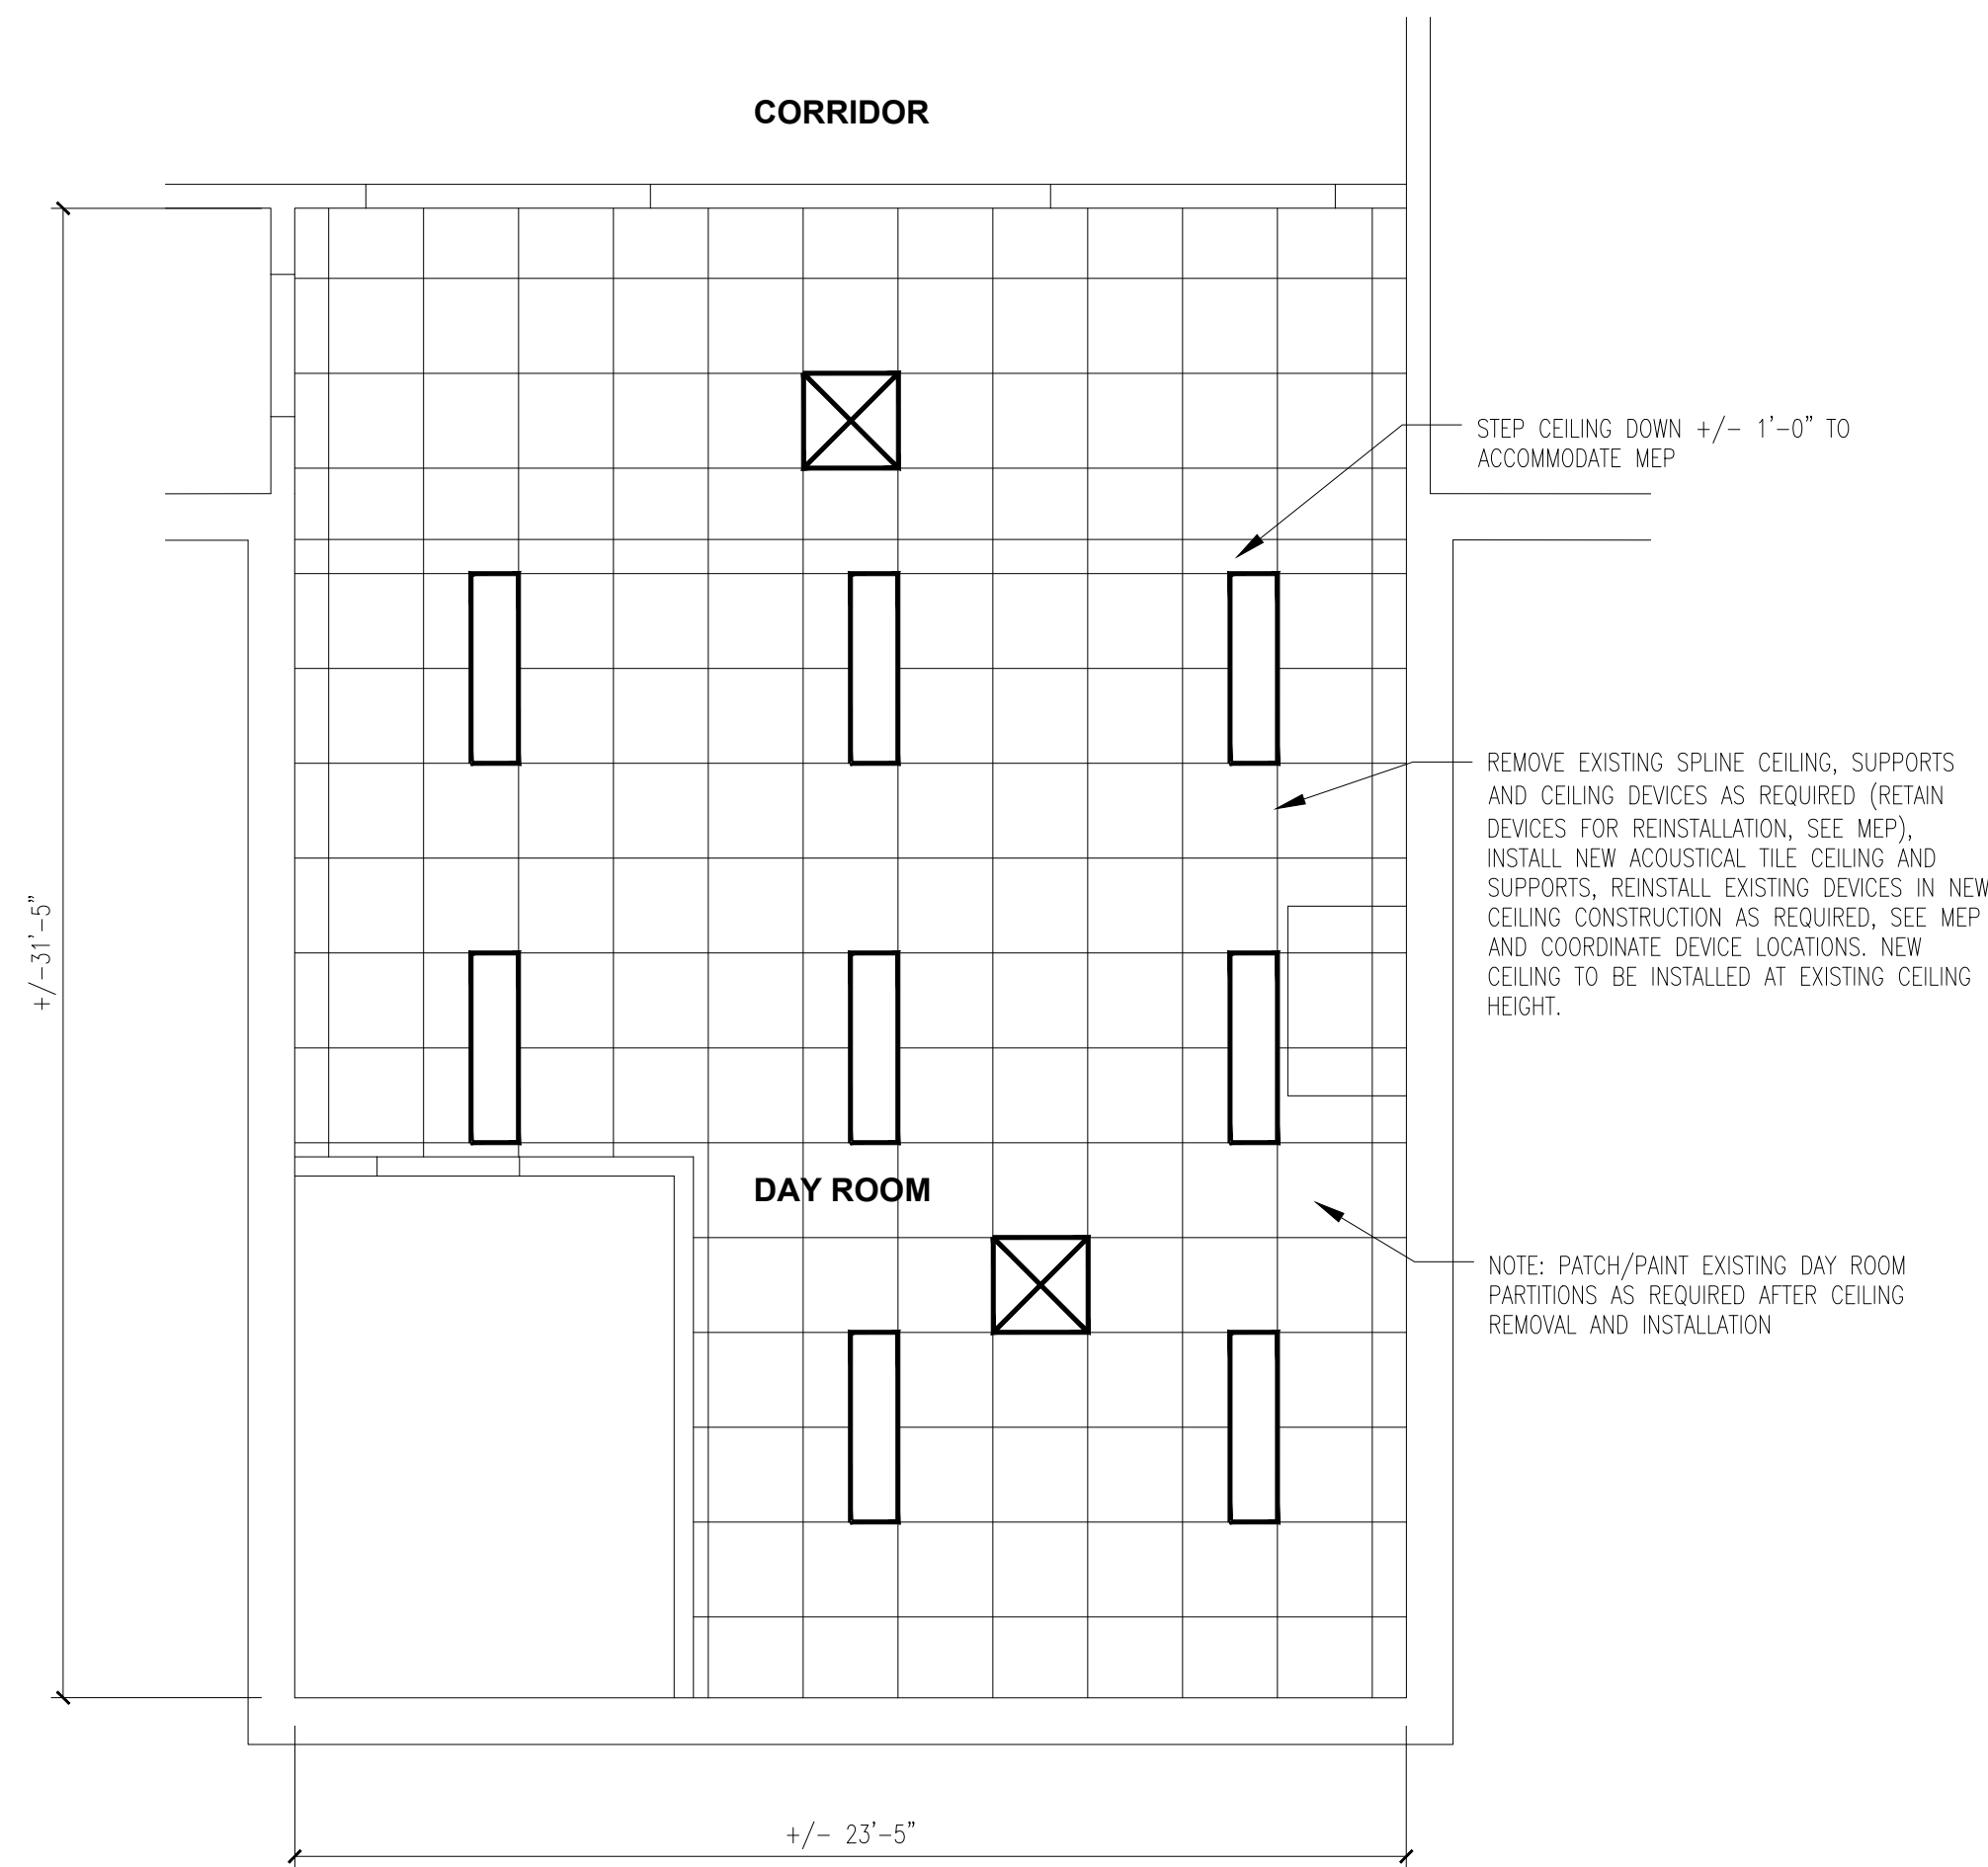 CORRIDOR
STEP CEILING DOWN +/- 1'-0" TO
ACCOMMODATE MEP
REMOVE EXISTING SPLINE CEILING, SUPPORTS
AND CEILING DEVICES AS REQUIRED (RETAIN
DEVICES FOR REINSTALLATION, SEE MEP),
INSTALL NEW ACOUSTICAL TILE CEILING AND
SUPPORTS, REINSTALL EXISTING DEVICES IN NEW
CEILING CONSTRUCTION AS REQUIRED, SEE MEP
AND COORDINATE DEVICE LOCATIONS. NEW
CEILING TO BE INSTALLED AT EXISTING CEILING
HEIGHT.
+/-31'-5"
DAY ROOM
NOTE: PATCH/PAINT EXISTING DAY ROOM
PARTITIONS AS REQUIRED AFTER CEILING
REMOVAL AND INSTALLATION
+/- 23'-5"